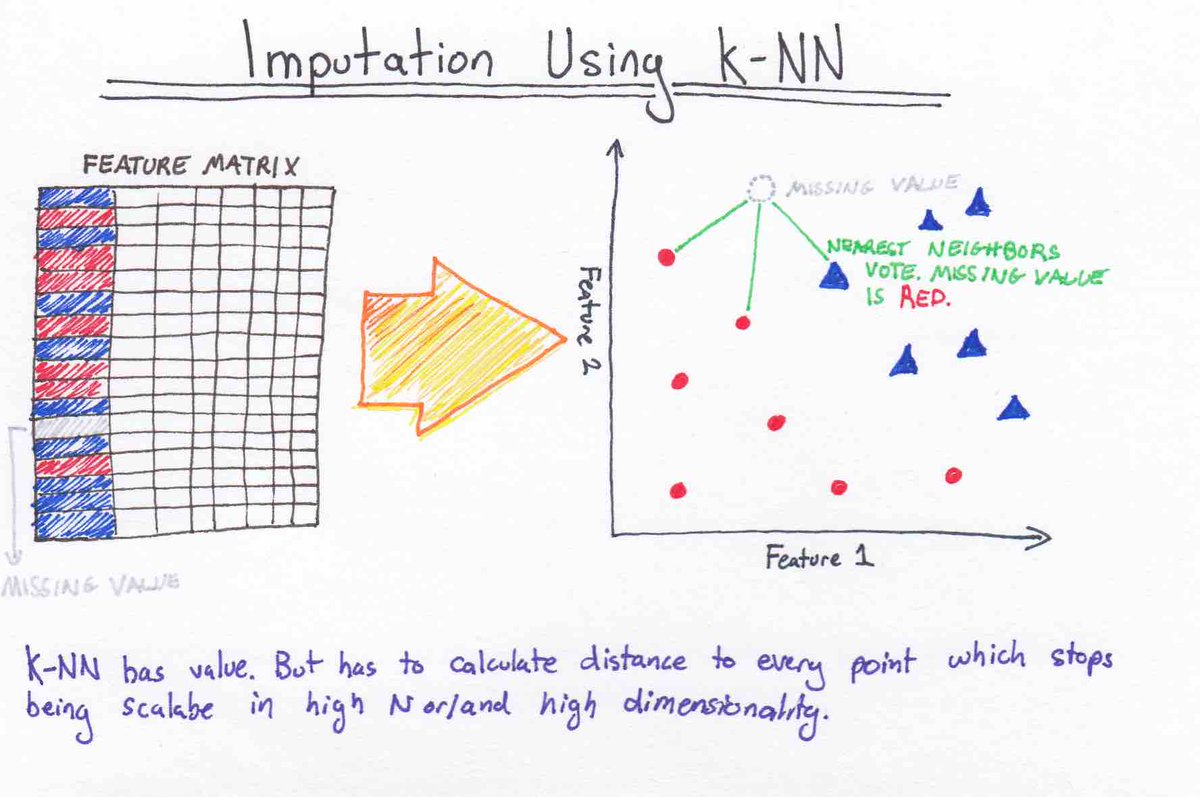 Imputation Using K-NN
FEATURE MATRIX
MISSING VALUE
MISSING VALUE
NEAREST NEIGHBORS
VOTE. MISSING VALUE
IS RED.
Feature 2
Feature 1
K-NN has value. But has to calculate distance to every point which stops
being scalabe in high N or/and high dimensionality.